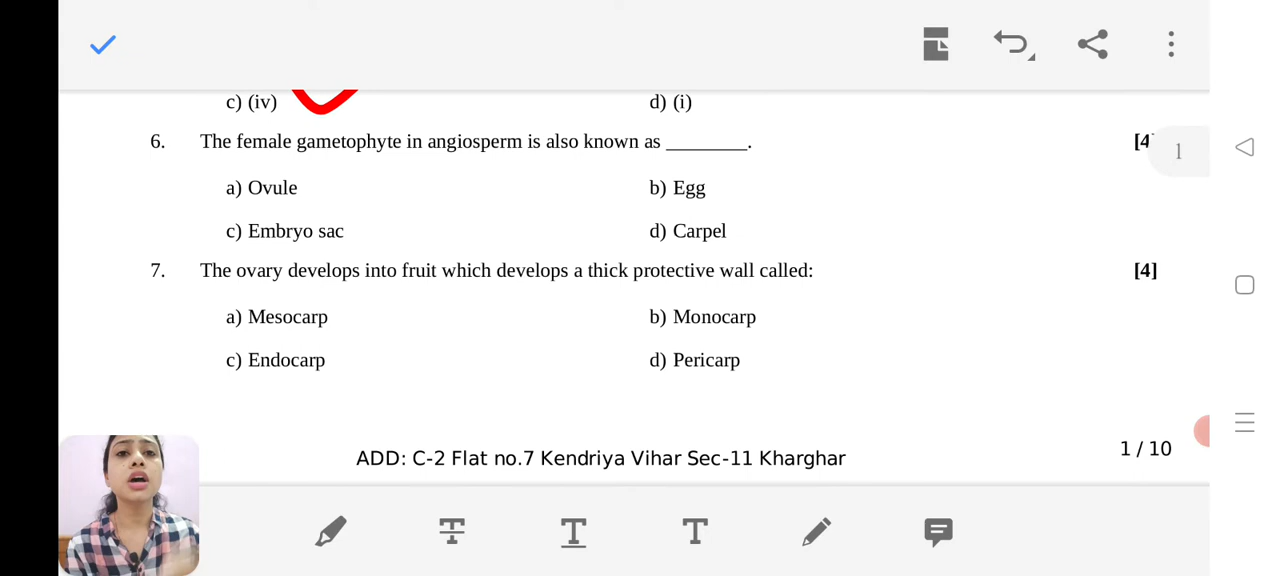 c) (iv) d) (i)
6. The female gametophyte in angiosperm is also known as ________. [4
1
a) Ovule b) Egg
c) Embryo sac d) Carpel
7. The ovary develops into fruit which develops a thick protective wall called: [4]
a) Mesocarp b) Monocarp
c) Endocarp d) Pericarp
ADD: C-2 Flat no.7 Kendriya Vihar Sec-11 Kharghar 1 / 10